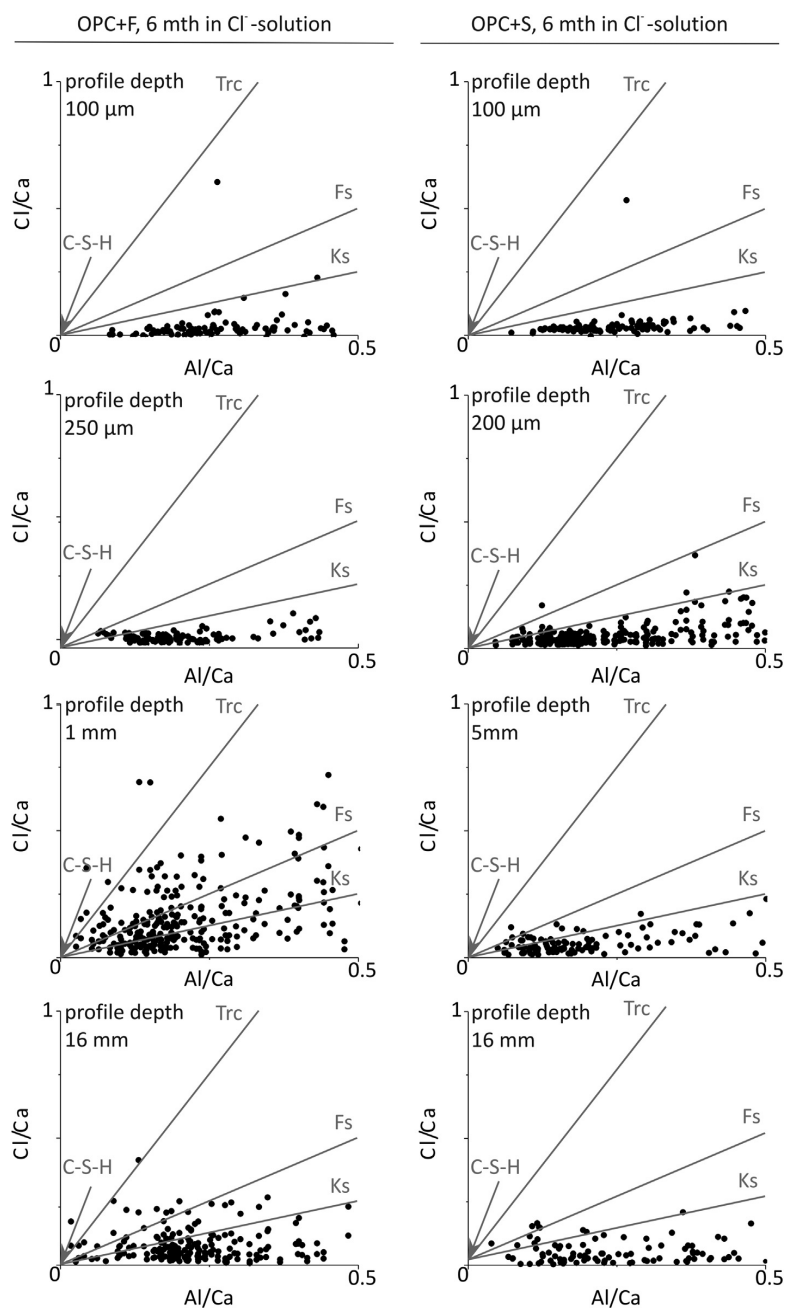 OPC+F, 6 mth in Cl⁻-solution
OPC+S, 6 mth in Cl⁻-solution
1
profile depth
100 µm
Trc
Fs
Ks
C-S-H
Cl/Ca
0
0.5
Al/Ca
1
profile depth
100 µm
Trc
Fs
Ks
C-S-H
Cl/Ca
0
0.5
Al/Ca
1
profile depth
250 µm
Trc
Fs
Ks
C-S-H
Cl/Ca
0
0.5
Al/Ca
1
profile depth
200 µm
Trc
Fs
Ks
C-S-H
Cl/Ca
0
0.5
Al/Ca
1
profile depth
1 mm
Trc
Fs
Ks
C-S-H
Cl/Ca
0
0.5
Al/Ca
1
profile depth
5mm
Trc
Fs
Ks
C-S-H
Cl/Ca
0
0.5
Al/Ca
1
profile depth
16 mm
Trc
Fs
Ks
C-S-H
Cl/Ca
0
0.5
Al/Ca
1
profile depth
16 mm
Trc
Fs
Ks
C-S-H
Cl/Ca
0
0.5
Al/Ca